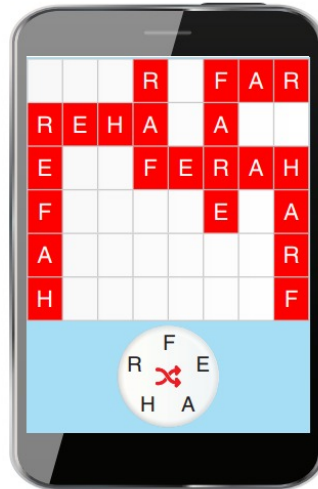 R F A R
R E H A A
E F E R A H
F E A
A R
H F
F
R E
H A